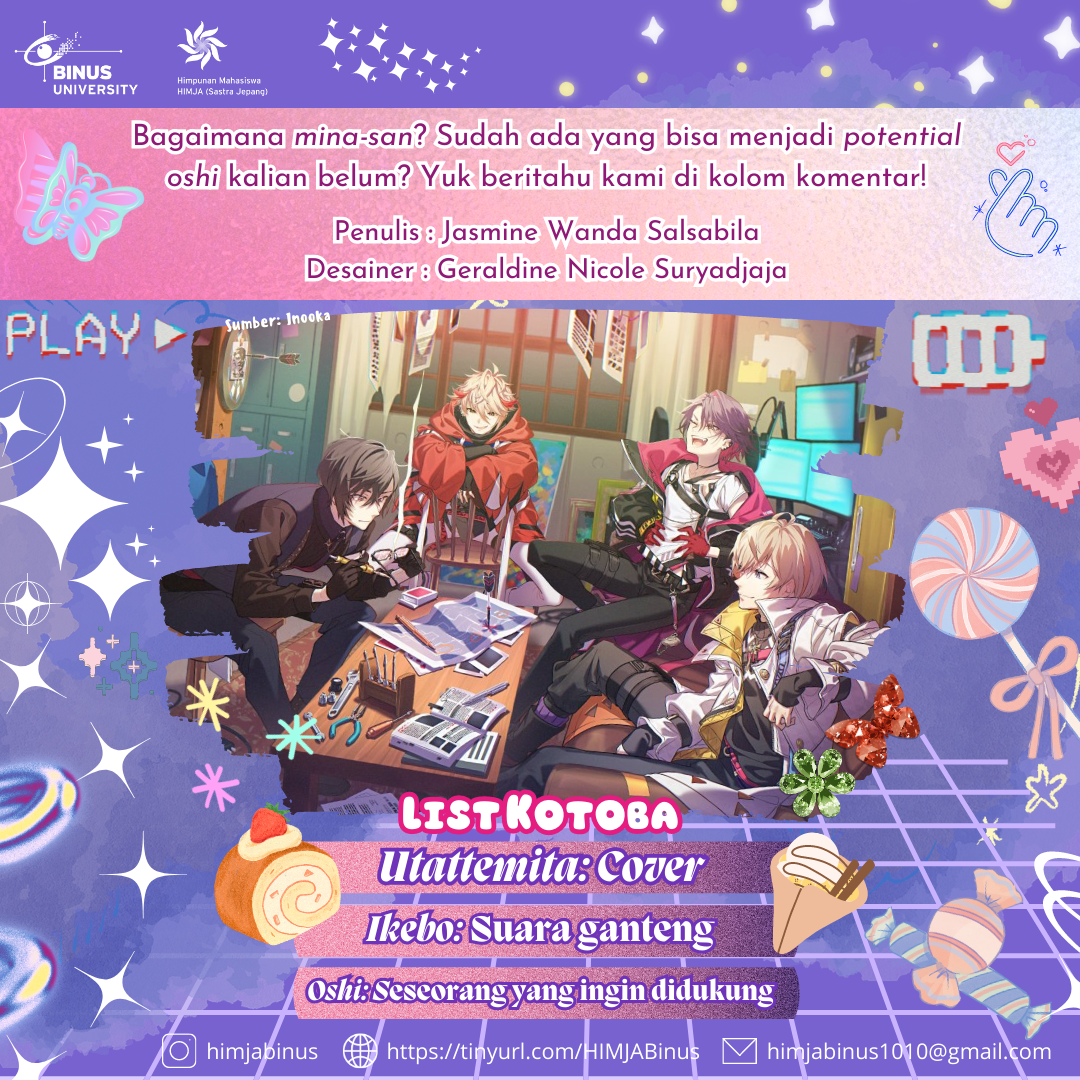 BINUS
UNIVERSITY
Himpunan Mahasiswa
HIMJA (Sastra Jepang)
Bagaimana mina-san? Sudah ada yang bisa menjadi potential
oshi kalian belum? Yuk beritahu kami di kolom komentar!
Penulis : Jasmine Wanda Salsabila
Desainer : Geraldine Nicole Suryadjaja
PLAY
Sumber: Inooka
LIST KOTOBA
Utattemita: Cover
Ikebo: Suara ganteng
Oshi: Seseorang yang ingin didukung
himjabinus
https://tinyurl.com/HIMJABinus
himjabinus1010@gmail.com